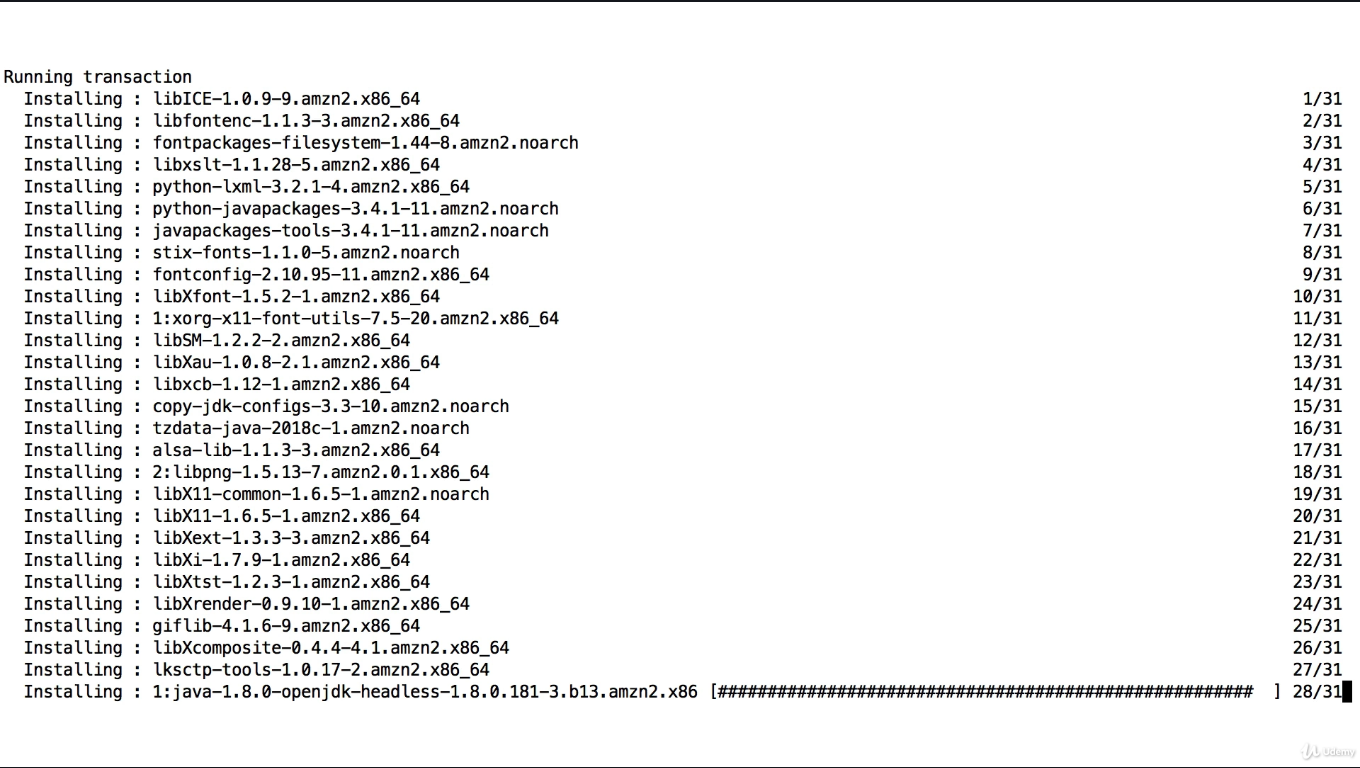 Running transaction
Installing : libICE-1.0.9-9.amzn2.x86_64 1/31
Installing : libfontenc-1.1.3-3.amzn2.x86_64 2/31
Installing : fontpackages-filesystem-1.44-8.amzn2.noarch 3/31
Installing : libxslt-1.1.28-5.amzn2.x86_64 4/31
Installing : python-lxml-3.2.1-4.amzn2.x86_64 5/31
Installing : python-javapackages-3.4.1-11.amzn2.noarch 6/31
Installing : javapackages-tools-3.4.1-11.amzn2.noarch 7/31
Installing : stix-fonts-1.1.0-5.amzn2.noarch 8/31
Installing : fontconfig-2.10.95-11.amzn2.x86_64 9/31
Installing : libXfont-1.5.2-1.amzn2.x86_64 10/31
Installing : 1:xorg-x11-font-utils-7.5-20.amzn2.x86_64 11/31
Installing : libSM-1.2.2-2.amzn2.x86_64 12/31
Installing : libXau-1.0.8-2.1.amzn2.x86_64 13/31
Installing : libxcb-1.12-1.amzn2.x86_64 14/31
Installing : copy-jdk-configs-3.3-10.amzn2.noarch 15/31
Installing : tzdata-java-2018c-1.amzn2.noarch 16/31
Installing : alsa-lib-1.1.3-3.amzn2.x86_64 17/31
Installing : 2:libpng-1.5.13-7.amzn2.0.1.x86_64 18/31
Installing : libX11-common-1.6.5-1.amzn2.noarch 19/31
Installing : libX11-1.6.5-1.amzn2.x86_64 20/31
Installing : libXext-1.3.3-3.amzn2.x86_64 21/31
Installing : libXi-1.7.9-1.amzn2.x86_64 22/31
Installing : libXtst-1.2.3-1.amzn2.x86_64 23/31
Installing : libXrender-0.9.10-1.amzn2.x86_64 24/31
Installing : giflib-4.1.6-9.amzn2.x86_64 25/31
Installing : libXcomposite-0.4.4-4.1.amzn2.x86_64 26/31
Installing : lksctp-tools-1.0.17-2.amzn2.x86_64 27/31
Installing : 1:java-1.8.0-openjdk-headless-1.8.0.181-3.b13.amzn2.x86 [###################################################### ] 28/31
Udemy